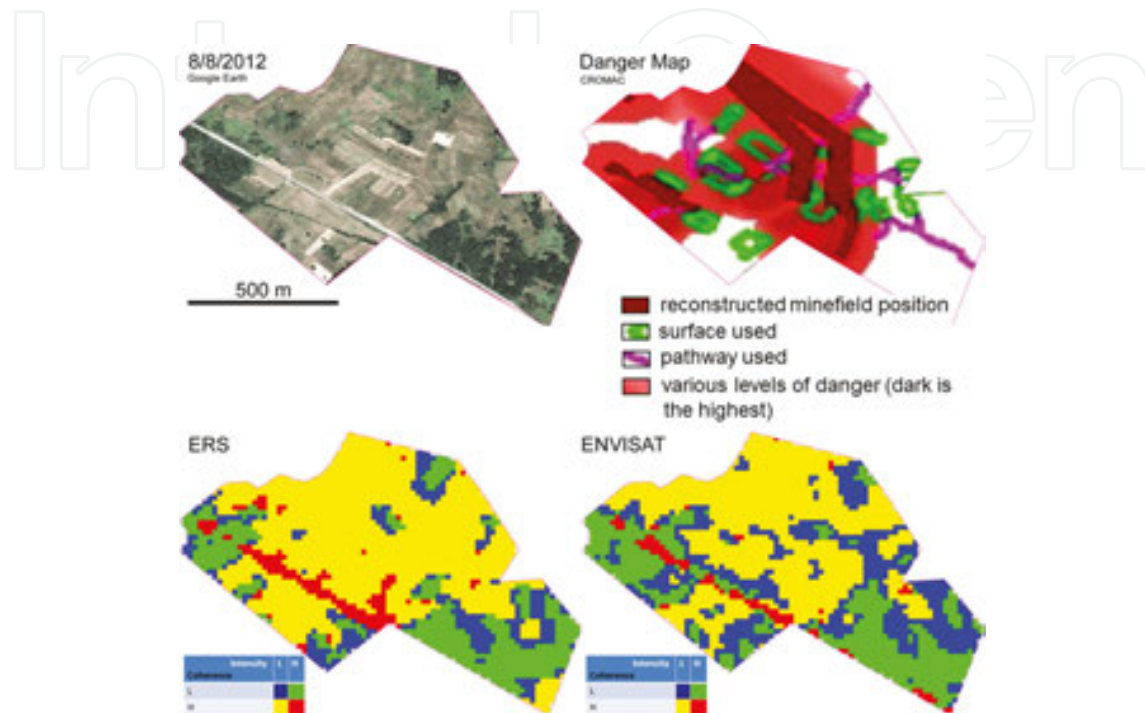 8/8/2012
Google Earth
Danger Map
CROMAC
500 m
reconstructed minefield position
surface used
pathway used
various levels of danger (dark is
the highest)
ERS
ENVISAT
Intensity L H
Coherence
L
H
Intensity L H
Coherence
L
H